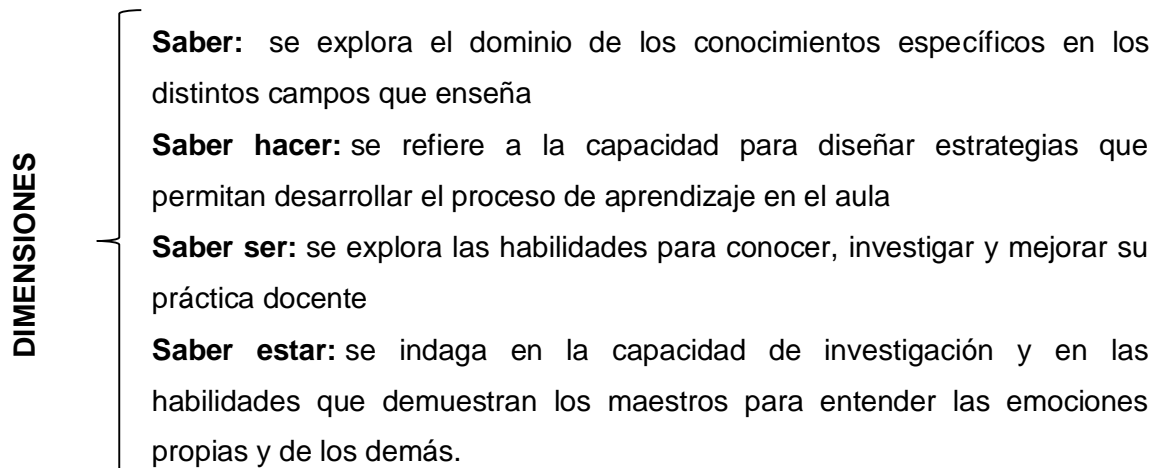 DIMENSIONES
Saber: se explora el dominio de los conocimientos específicos en los
distintos campos que enseña
Saber hacer: se refiere a la capacidad para diseñar estrategias que
permitan desarrollar el proceso de aprendizaje en el aula
Saber ser: se explora las habilidades para conocer, investigar y mejorar su
práctica docente
Saber estar: se indaga en la capacidad de investigación y en las
habilidades que demuestran los maestros para entender las emociones
propias y de los demás.